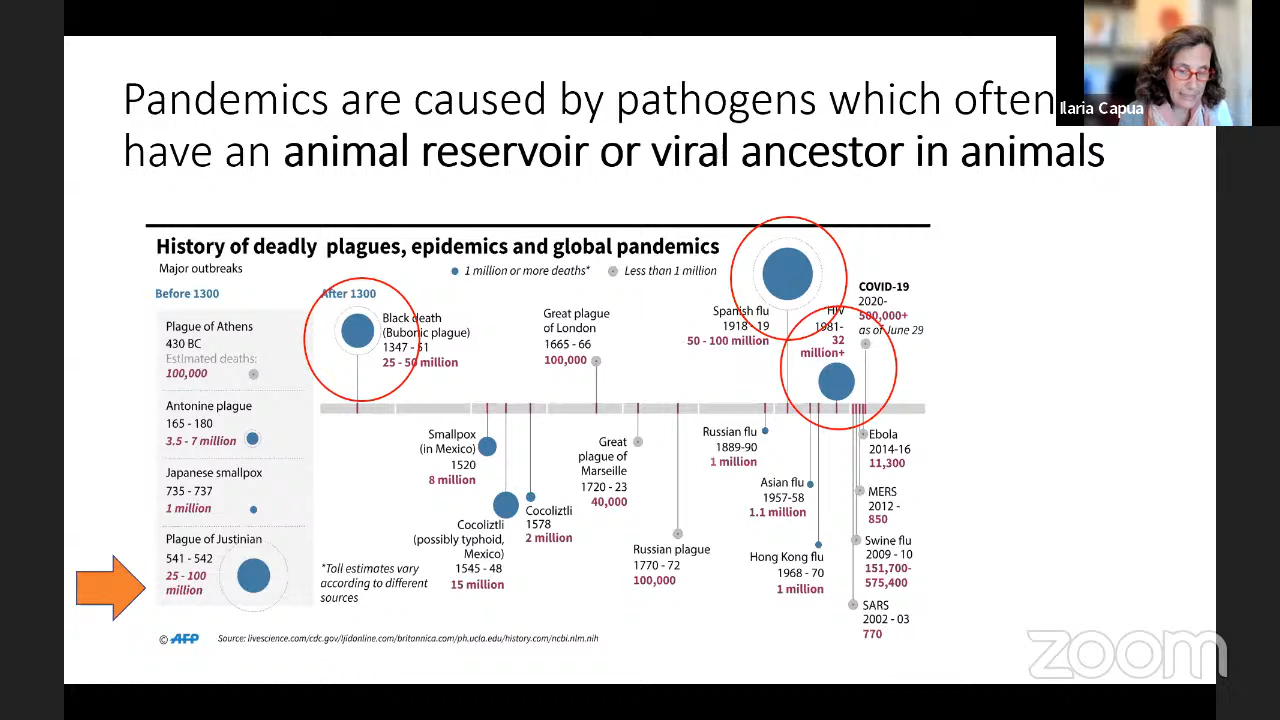 Pandemics are caused by pathogens which often
have an animal reservoir or viral ancestor in animals
Ilaria Capua
History of deadly plagues, epidemics and global pandemics
Major outbreaks
1 million or more deaths*
Less than 1 million
Before 1300
After 1300
Plague of Athens
430 BC
Estimated deaths:
100,000
Antonine plague
165 - 180
3.5 - 7 million
Japanese smallpox
735 - 737
1 million
Plague of Justinian
541 - 542
25 - 100
million
Black death
(Bubonic plague)
1347 - 51
25 - 50 million
Great plague
of London
1665 - 66
100,000
Spanish flu
1918 - 19
50 - 100 million
HIV
1981-
32
million+
COVID-19
2020-
500,000+
as of June 29
Smallpox
(in Mexico)
1520
8 million
Cocoliztli
(possibly typhoid,
Mexico)
1545 - 48
15 million
Cocoliztli
1578
2 million
Great
plague of
Marseille
1720 - 23
40,000
Russian plague
1770 - 72
100,000
Russian flu
1889-90
1 million
Asian flu
1957-58
1.1 million
Hong Kong flu
1968 - 70
1 million
Ebola
2014-16
11,300
MERS
2012 -
850
Swine flu
2009 - 10
151,700-
575,400
SARS
2002 - 03
770
*Toll estimates vary
according to different
sources
© AFP
Source: livescience.com/cdc.gov/ljidonline.com/britannica.com/ph.ucla.edu/history.com/ncbi.nlm.nih
zoom